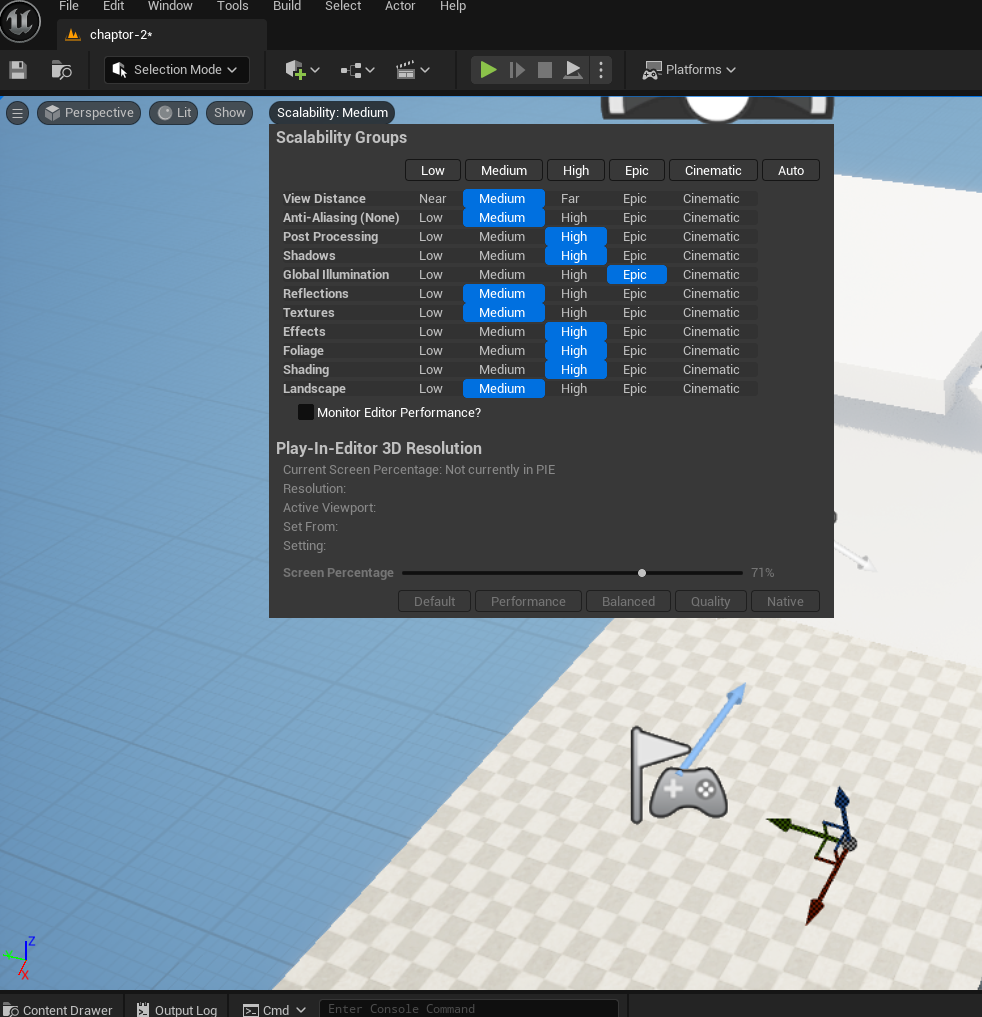 File Edit Window Tools Build Select Actor Help
chaptor-2*
Selection Mode Platforms
Perspective Lit Show Scalability: Medium
Scalability Groups
Low Medium High Epic Cinematic Auto
View Distance Near Medium Far Epic Cinematic
Anti-Aliasing (None) Low Medium High Epic Cinematic
Post Processing Low Medium High Epic Cinematic
Shadows Low Medium High Epic Cinematic
Global Illumination Low Medium High Epic Cinematic
Reflections Low Medium High Epic Cinematic
Textures Low Medium High Epic Cinematic
Effects Low Medium High Epic Cinematic
Foliage Low Medium High Epic Cinematic
Shading Low Medium High Epic Cinematic
Landscape Low Medium High Epic Cinematic
Monitor Editor Performance?
Play-In-Editor 3D Resolution
Current Screen Percentage: Not currently in PIE
Resolution:
Active Viewport:
Set From:
Setting:
Screen Percentage 71%
Default Performance Balanced Quality Native
Z
X
Content Drawer Output Log Cmd Enter Console Command